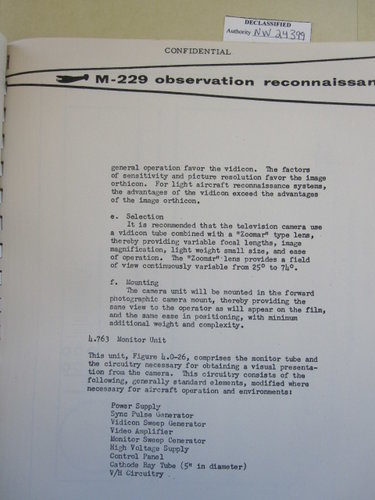 DECLASSIFIED
Authority NW 24399
CONFIDENTIAL
M-229 observation reconnaissan
general operation favor the vidicon. The factors
of sensitivity and picture resolution favor the image
orthicon. For light aircraft reconnaissance systems,
the advantages of the vidicon exceed the advantages
of the image orthicon.
e. Selection
It is recommended that the television camera use
a vidicon tube combined with a "Zoomar" type lens,
thereby providing variable focal lengths, image
magnification, light weight small size, and ease
of operation. The "Zoomar" lens provides a field
of view continuously variable from 25° to 74°.
f. Mounting
The camera unit will be mounted in the forward
photographic camera mount, thereby providing the
same view to the operator as will appear on the film,
and the same ease in positioning, with minimum
additional weight and complexity.
4.763 Monitor Unit
This unit, Figure 4.0-26, comprises the monitor tube and
the circuitry necessary for obtaining a visual presenta-
tion from the camera. This circuitry consists of the
following, generally standard elements, modified where
necessary for aircraft operation and environments:
Power Supply
Sync Pulse Generator
Vidicon Sweep Generator
Video Amplifier
Monitor Sweep Generator
High Voltage Supply
Control Panel
Cathode Ray Tube (5" in diameter)
V/H Circuitry